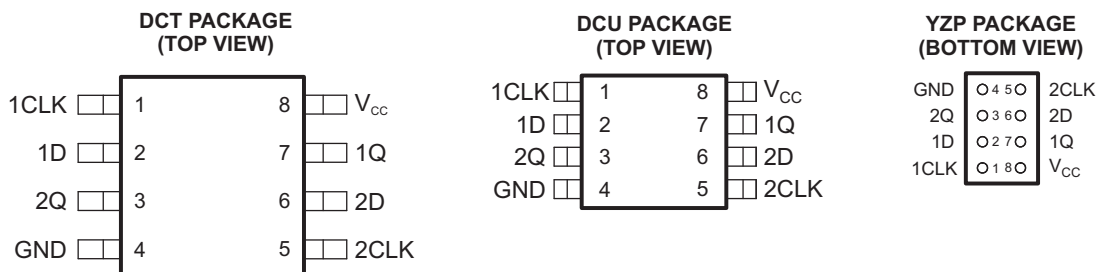 DCT PACKAGE
(TOP VIEW)
1CLK 1 8 VCC
1D 2 7 1Q
2Q 3 6 2D
GND 4 5 2CLK
DCU PACKAGE
(TOP VIEW)
1CLK 1 8 VCC
1D 2 7 1Q
2Q 3 6 2D
GND 4 5 2CLK
YZP PACKAGE
(BOTTOM VIEW)
GND 4 5 2CLK
2Q 3 6 2D
1D 2 7 1Q
1CLK 1 8 VCC